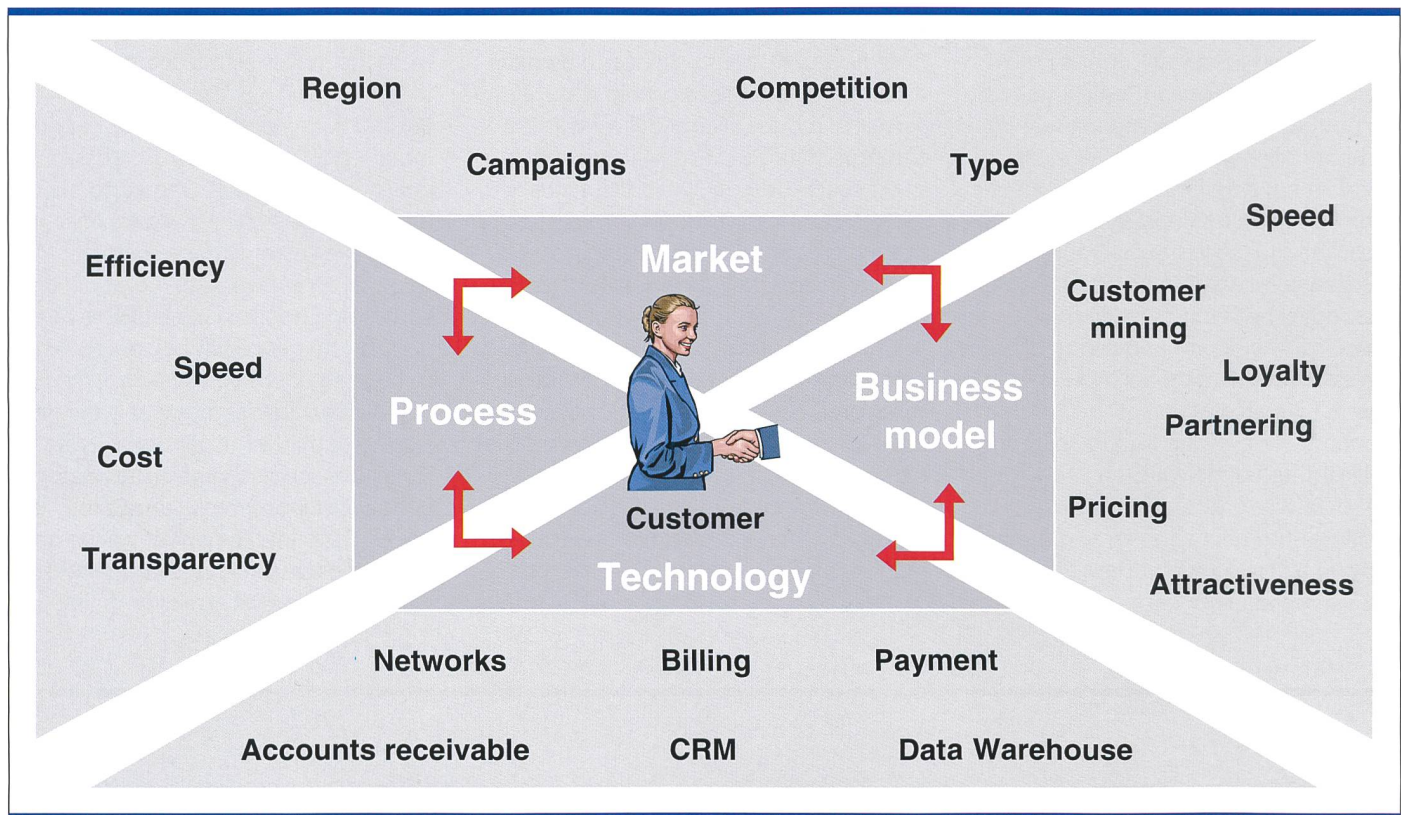 Region
Competition
Campaigns
Type
Market
Efficiency
Speed
Cost
Transparency
Process
Customer
Business
model
Speed
Customer
mining
Loyalty
Partnering
Pricing
Attractiveness
Technology
Networks
Billing
Payment
Accounts receivable
CRM
Data Warehouse